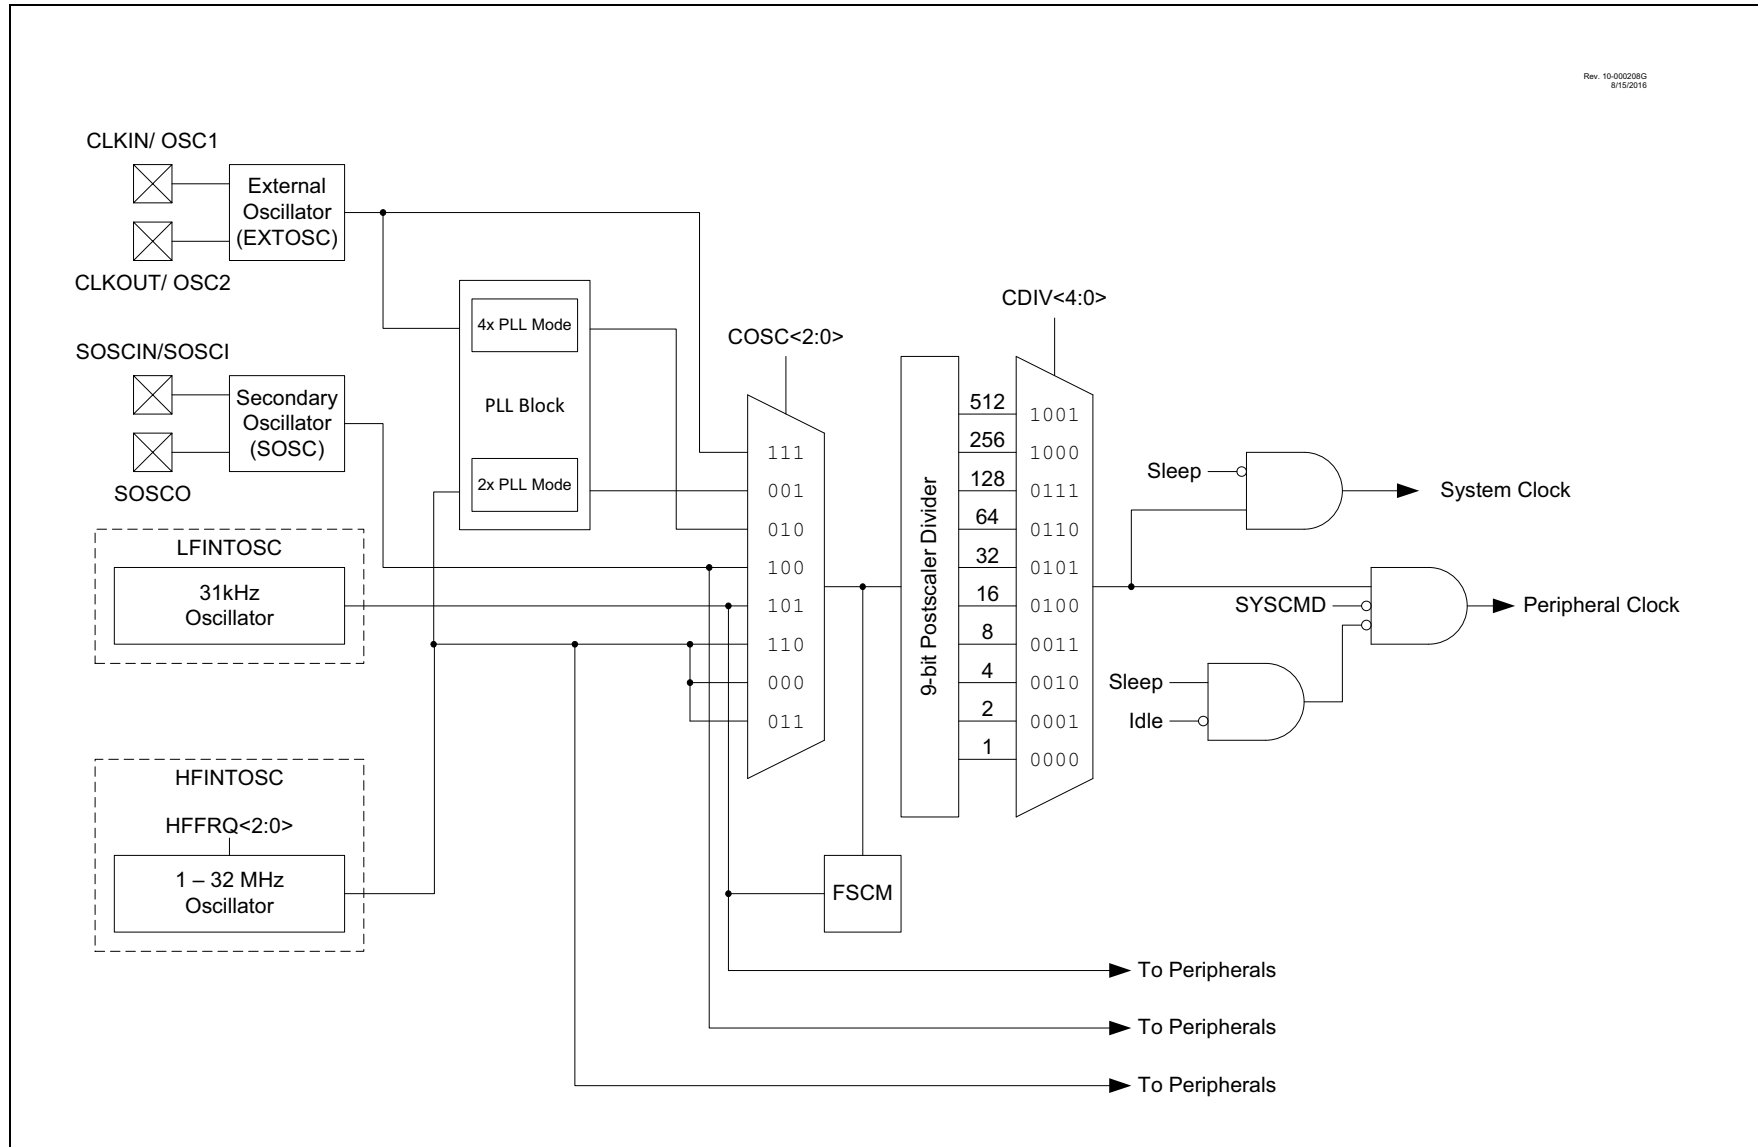 Rev. 10-000208G
8/15/2016
CLKIN/ OSC1
External
Oscillator
(EXTOSC)
CLKOUT/ OSC2
SOSCIN/SOSCI
Secondary
Oscillator
(SOSC)
SOSCO
LFINTOSC
31kHz
Oscillator
HFINTOSC
HFFRQ<2:0>
1 – 32 MHz
Oscillator
4x PLL Mode
PLL Block
2x PLL Mode
COSC<2:0>
111
001
010
100
101
110
000
011
FSCM
9-bit Postscaler Divider
CDIV<4:0>
512 1001
256 1000
128 0111
64 0110
32 0101
16 0100
8 0011
4 0010
2 0001
1 0000
Sleep
System Clock
SYSCMD
Peripheral Clock
Sleep
Idle
To Peripherals
To Peripherals
To Peripherals